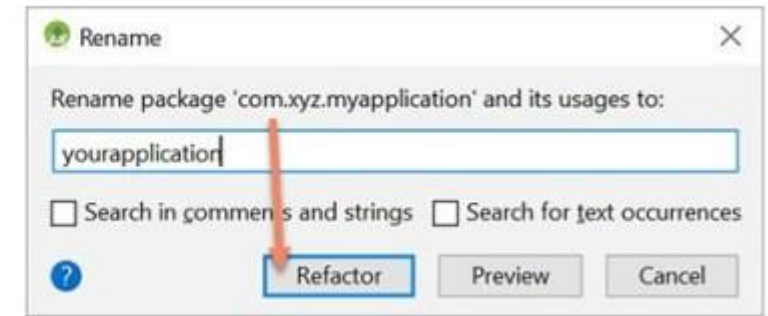 Rename
Rename package 'com.xyz.myapplication' and its usages to:
yourapplication
Search in comments and strings Search for text occurrences
? Refactor Preview Cancel